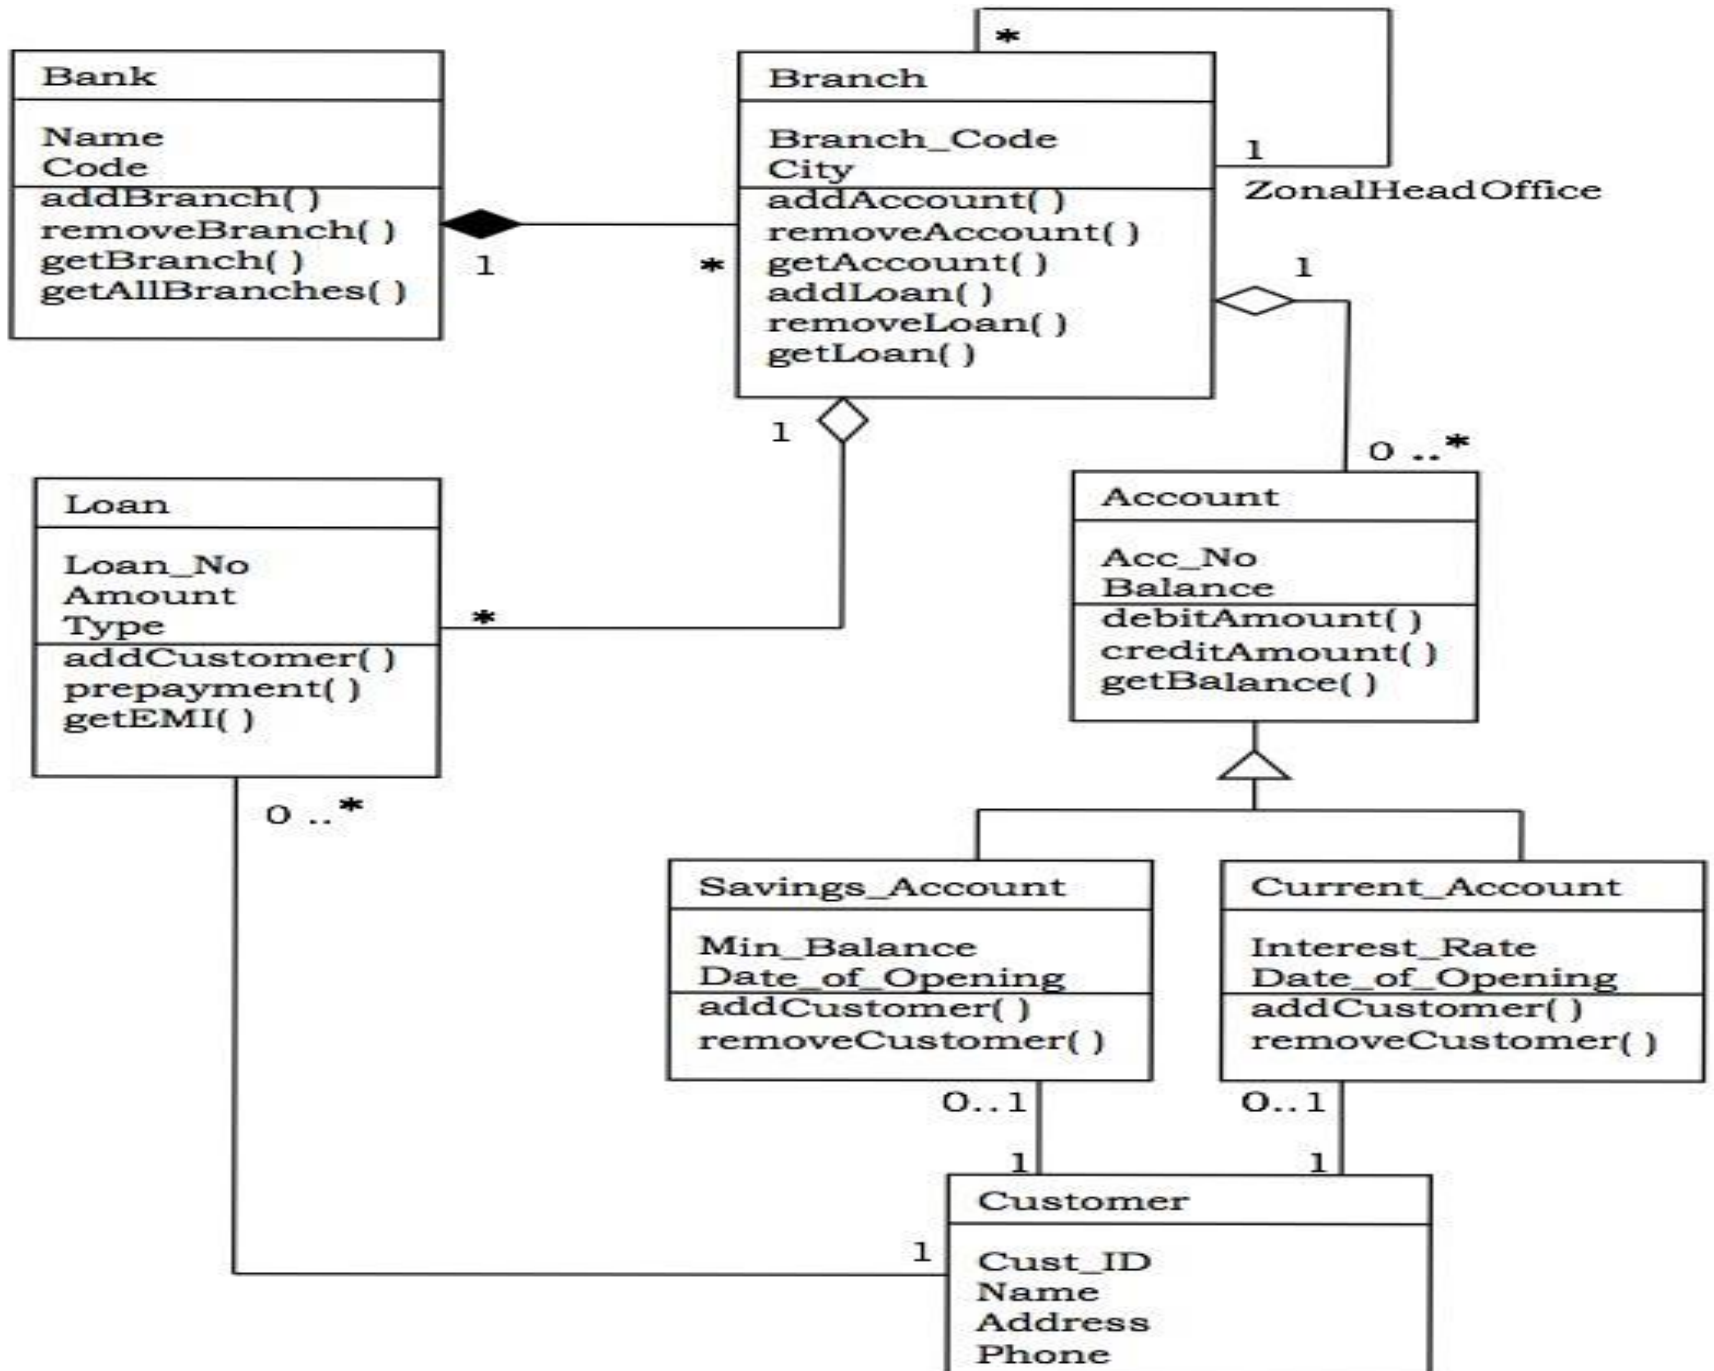 Bank
Name
Code
addBranch( )
removeBranch( )
getBranch( )
getAllBranches( )
1
*
*
Branch
Branch_Code
City
addAccount( )
removeAccount( )
getAccount( )
addLoan( )
removeLoan( )
getLoan( )
1
ZonalHeadOffice
1
0 ..*
1
*
Loan
Loan_No
Amount
Type
addCustomer( )
prepayment( )
getEMI( )
0 ..*
Account
Acc_No
Balance
debitAmount( )
creditAmount( )
getBalance( )
Savings_Account
Min_Balance
Date_of_Opening
addCustomer( )
removeCustomer( )
0..1
1
Current_Account
Interest_Rate
Date_of_Opening
addCustomer( )
removeCustomer( )
0..1
1
1
Customer
Cust_ID
Name
Address
Phone